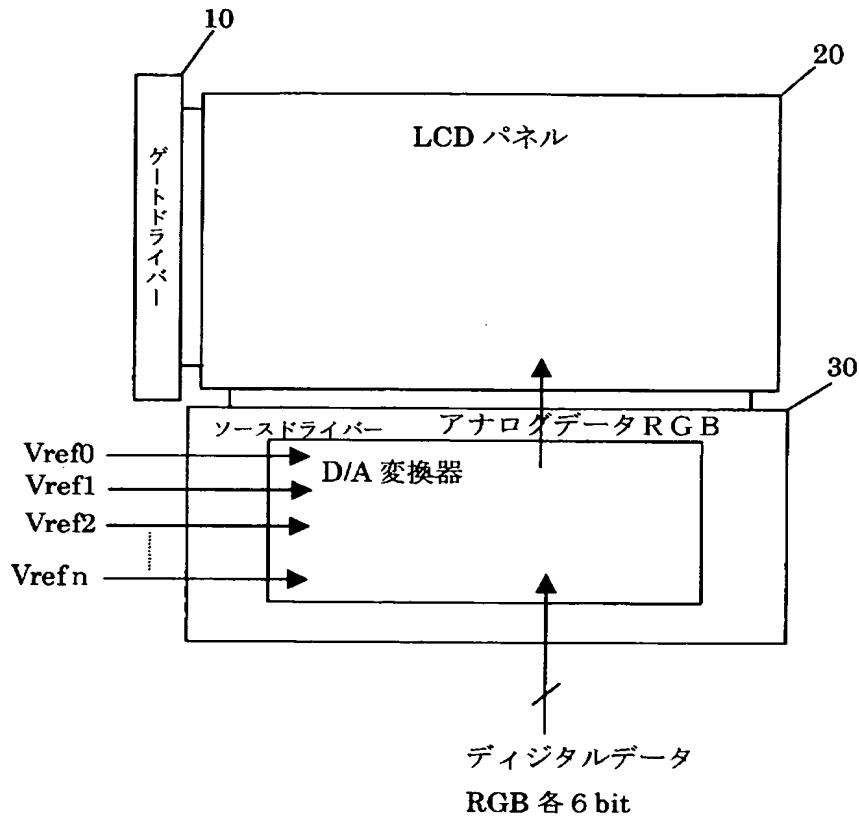 10
20
LCD パネル
ゲートドライバー
30
ソースドライバー
アナログデータRGB
Vref0
D/A 変換器
Vref1
Vref2
Vrefn
ディジタルデータ
RGB 各 6 bit